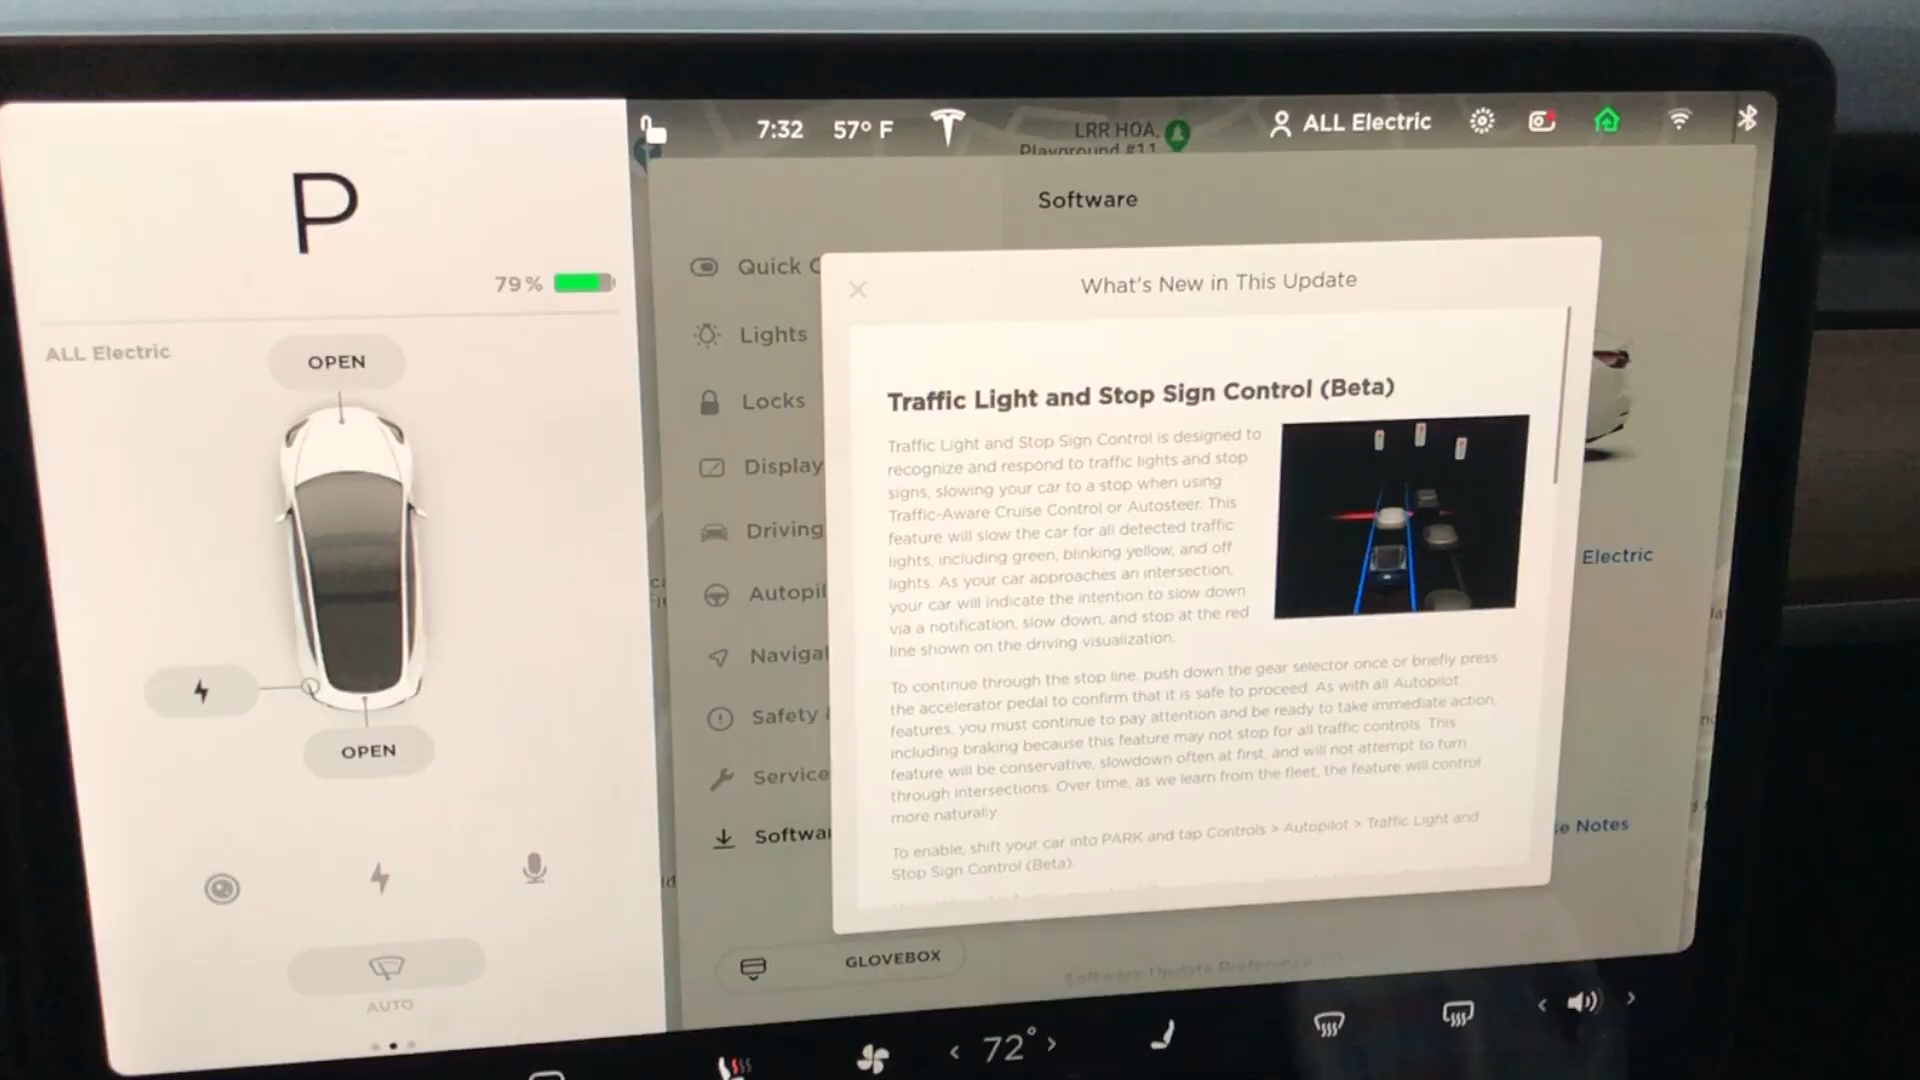 P
79%
ALL Electric
OPEN
OPEN
AUTO
7:32 57° F
LRR HOA,
Playground #11
ALL Electric
Software
Quick C
Lights
Locks
Display
Driving
Autopil
Navigat
Safety
Service
Softwar
GLOVEBOX
What's New in This Update
Traffic Light and Stop Sign Control (Beta)
Traffic Light and Stop Sign Control is designed to
recognize and respond to traffic lights and stop
signs, slowing your car to a stop when using
Traffic-Aware Cruise Control or Autosteer. This
feature will slow the car for all detected traffic
lights, including green, blinking yellow, and off
lights. As your car approaches an intersection,
your car will indicate the intention to slow down
via a notification, slow down, and stop at the red
line shown on the driving visualization.
To continue through the stop line, push down the gear selector once or briefly press
the accelerator pedal to confirm that it is safe to proceed. As with all Autopilot
features, you must continue to pay attention and be ready to take immediate action,
including braking because this feature may not stop for all traffic controls. This
feature will be conservative, slowdown often at first, and will not attempt to turn
through intersections. Over time, as we learn from the fleet, the feature will control
more naturally.
To enable, shift your car into PARK and tap Controls > Autopilot > Traffic Light and
Stop Sign Control (Beta).
Electric
se Notes
Software Update Preference
< 72° >
< >